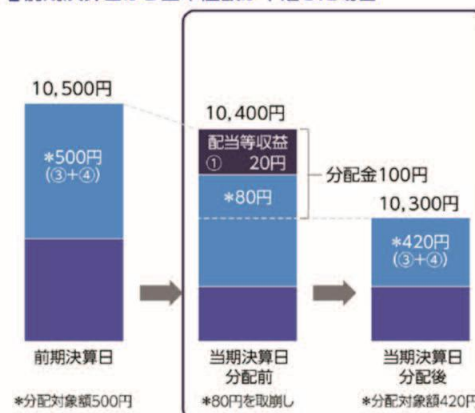 10,500円
*500円
(③+④)
前期決算日
*分配対象額500円
10,400円
配当等収益
① 20円
*80円
分配金100円
当期決算日
分配前
*80円を取崩し
10,300円
*420円
(③+④)
当期決算日
分配後
*分配対象額420円